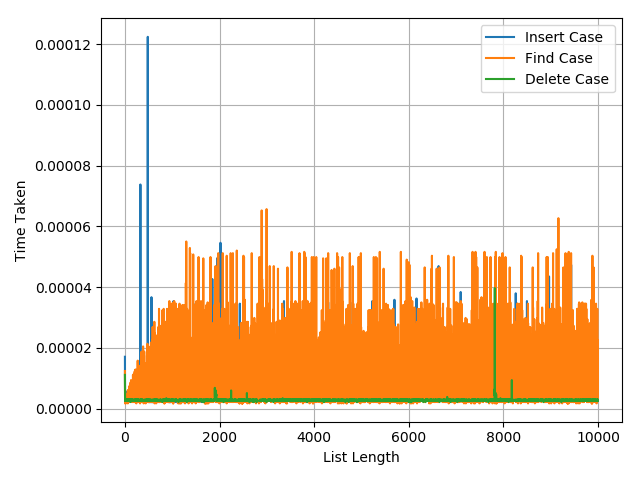 Insert Case
Find Case
Delete Case
0.00012
0.00010
0.00008
0.00006
0.00004
0.00002
0.00000
Time Taken
0 2000 4000 6000 8000 10000
List Length